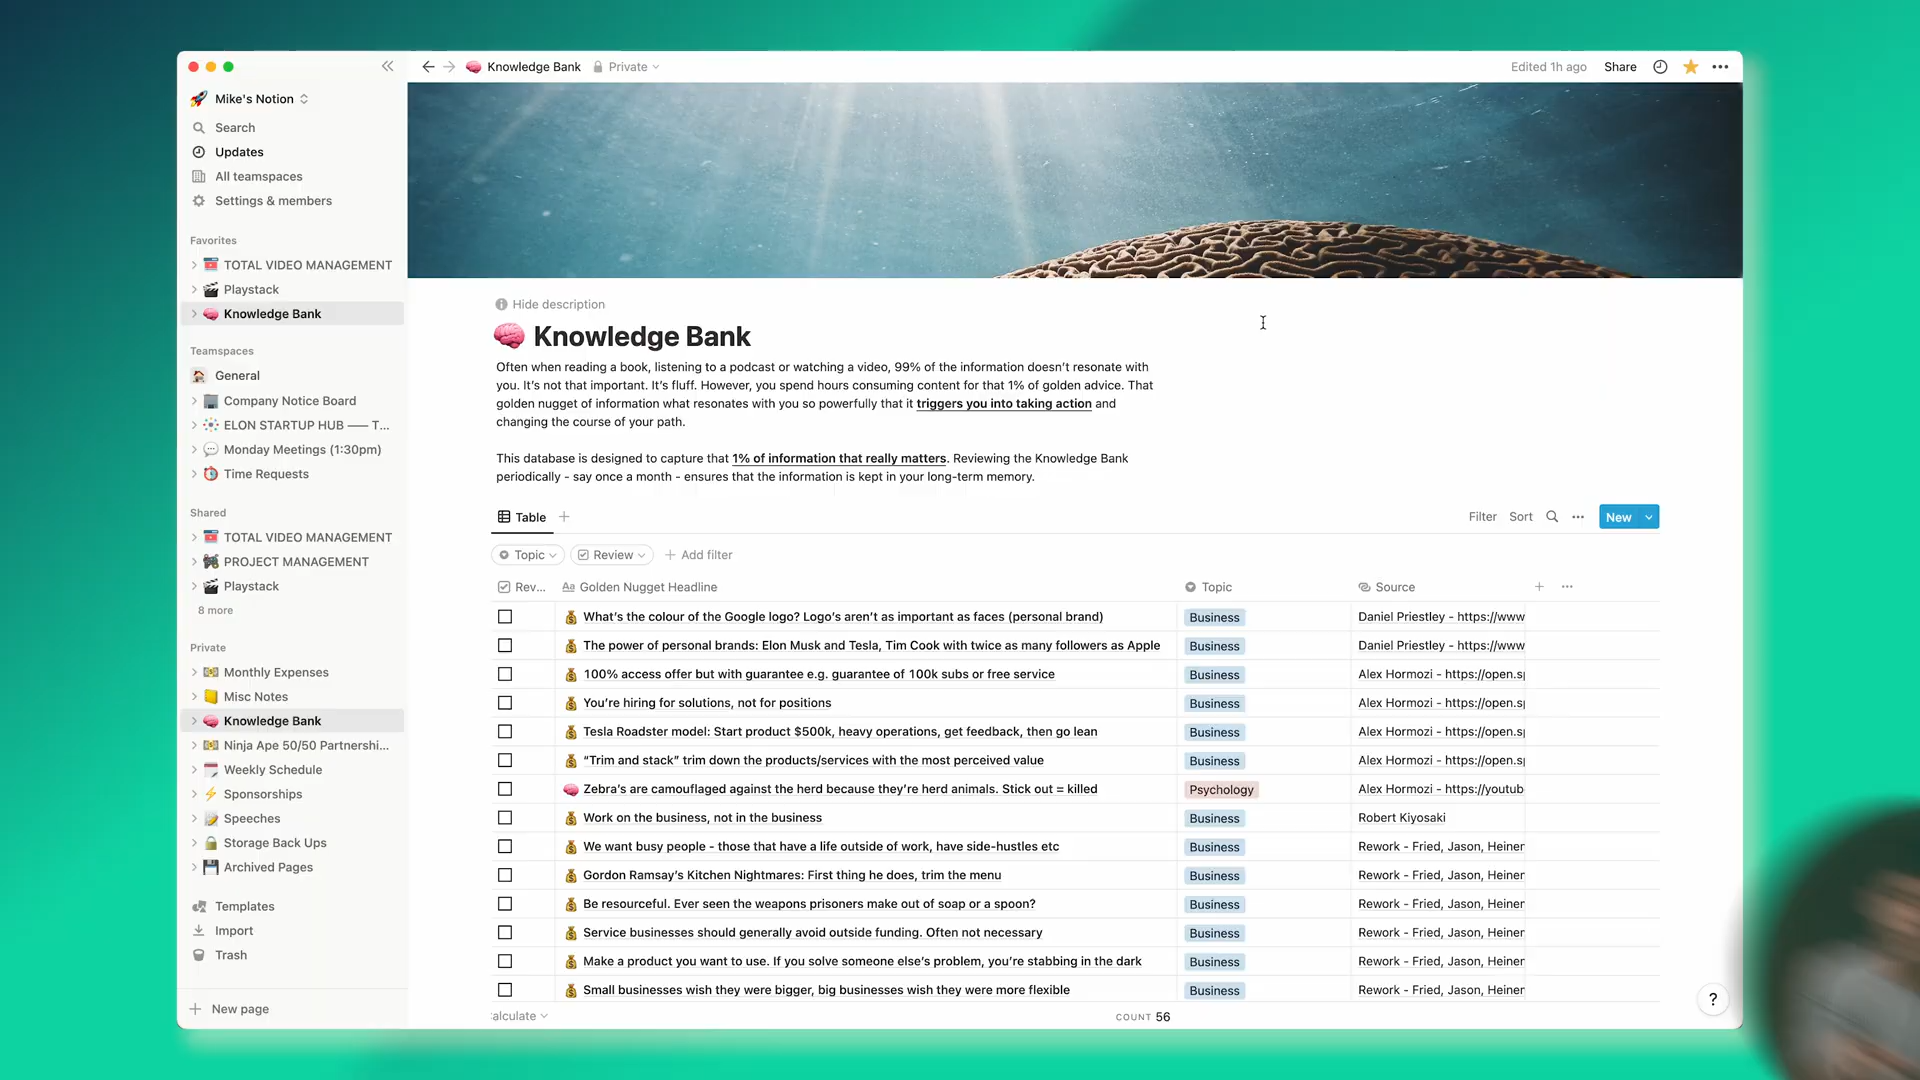 Knowledge Bank Private
Edited 1h ago Share
Mike's Notion
Search
Updates
All teamspaces
Settings & members
Favorites
TOTAL VIDEO MANAGEMENT
Playstack
Knowledge Bank
Teamspaces
General
Company Notice Board
ELON STARTUP HUB —— T...
Monday Meetings (1:30pm)
Time Requests
Shared
TOTAL VIDEO MANAGEMENT
PROJECT MANAGEMENT
Playstack
8 more
Private
Monthly Expenses
Misc Notes
Knowledge Bank
Ninja Ape 50/50 Partnershi...
Weekly Schedule
Sponsorships
Speeches
Storage Back Ups
Archived Pages
Templates
Import
Trash
New page
Hide description
Knowledge Bank
Often when reading a book, listening to a podcast or watching a video, 99% of the information doesn't resonate with
you. It's not that important. It's fluff. However, you spend hours consuming content for that 1% of golden advice. That
golden nugget of information what resonates with you so powerfully that it triggers you into taking action and
changing the course of your path.
This database is designed to capture that 1% of information that really matters. Reviewing the Knowledge Bank
periodically - say once a month - ensures that the information is kept in your long-term memory.
Table
Filter Sort New
Topic Review Add filter
Rev... Aa Golden Nugget Headline Topic Source
What's the colour of the Google logo? Logo's aren't as important as faces (personal brand) Business Daniel Priestley - https://www
The power of personal brands: Elon Musk and Tesla, Tim Cook with twice as many followers as Apple Business Daniel Priestley - https://www
100% access offer but with guarantee e.g. guarantee of 100k subs or free service Business Alex Hormozi - https://open.sp
You're hiring for solutions, not for positions Business Alex Hormozi - https://open.sp
Tesla Roadster model: Start product $500k, heavy operations, get feedback, then go lean Business Alex Hormozi - https://open.sp
"Trim and stack" trim down the products/services with the most perceived value Business Alex Hormozi - https://open.sp
Zebra's are camouflaged against the herd because they're herd animals. Stick out = killed Psychology Alex Hormozi - https://youtub
Work on the business, not in the business Business Robert Kiyosaki
We want busy people - those that have a life outside of work, have side-hustles etc Business Rework - Fried, Jason, Heiner
Gordon Ramsay's Kitchen Nightmares: First thing he does, trim the menu Business Rework - Fried, Jason, Heiner
Be resourceful. Ever seen the weapons prisoners make out of soap or a spoon? Business Rework - Fried, Jason, Heiner
Service businesses should generally avoid outside funding. Often not necessary Business Rework - Fried, Jason, Heiner
Make a product you want to use. If you solve someone else's problem, you're stabbing in the dark Business Rework - Fried, Jason, Heiner
Small businesses wish they were bigger, big businesses wish they were more flexible Business Rework - Fried, Jason, Heiner
alculate COUNT 56
?